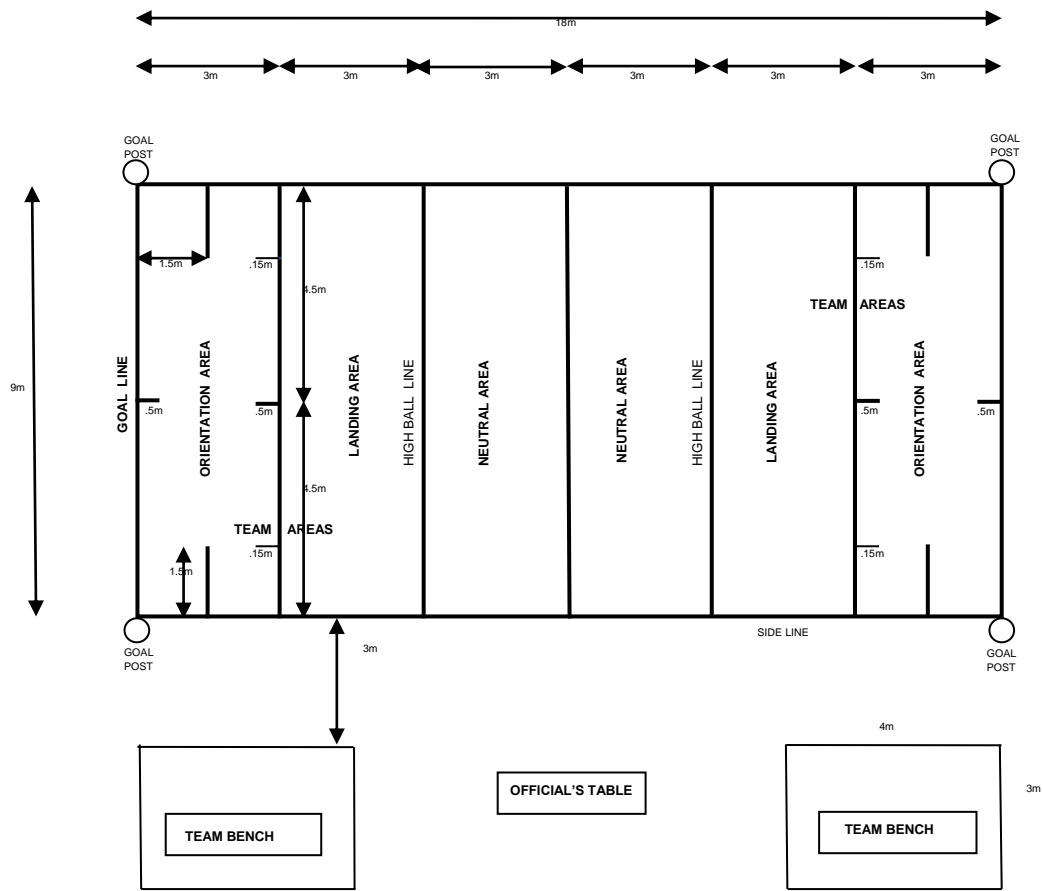 18m
3m
3m
3m
3m
3m
3m
GOAL
POST
GOAL
POST
1.5m
.15m
.15m
4.5m
TEAM AREAS
9m
GOAL LINE
ORIENTATION AREA
LANDING AREA
HIGH BALL LINE
NEUTRAL AREA
NEUTRAL AREA
HIGH BALL LINE
LANDING AREA
ORIENTATION AREA
.5m
.5m
.5m
.5m
4.5m
TEAM AREAS
.15m
.15m
1.5m
SIDE LINE
3m
GOAL
POST
GOAL
POST
4m
3m
OFFICIAL'S TABLE
TEAM BENCH
TEAM BENCH